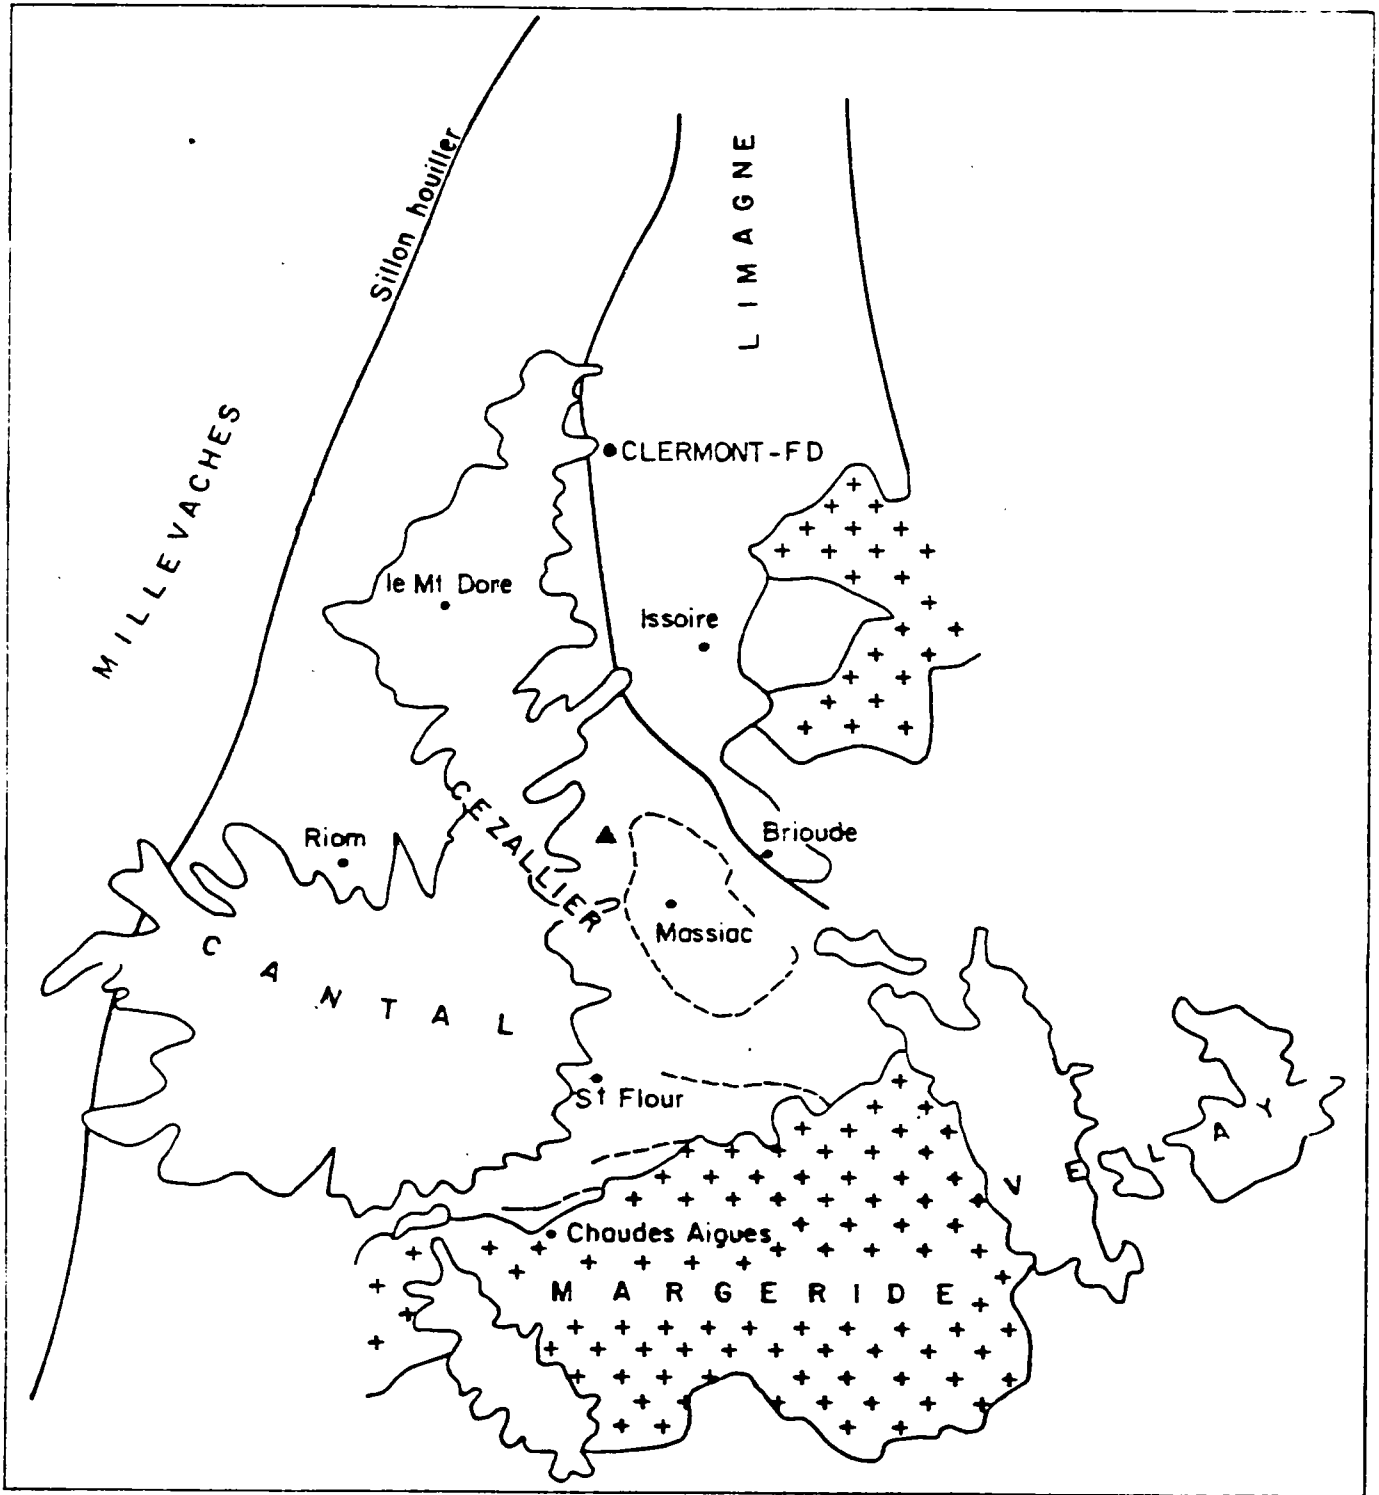 Sillon houiller
LIMAGNE
MILLEVACHES
CLERMONT-FD
le Mt Dore
Issoire
CEZALLIER
Riom
Brioude
Massiac
CANTAL
St Flour
VELAY
Chaudes Aigues
MARGERIDE